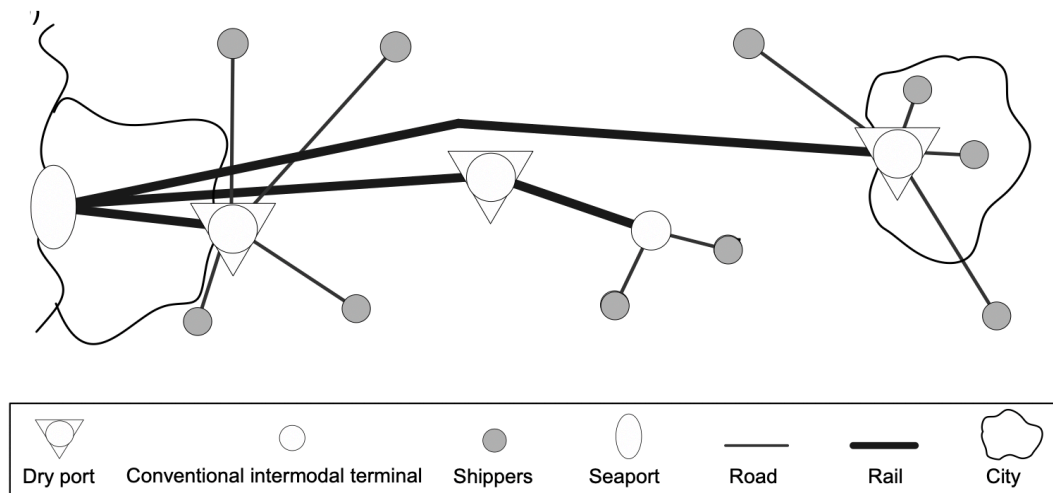 Dry port
Conventional intermodal terminal
Shippers
Seaport
Road
Rail
City